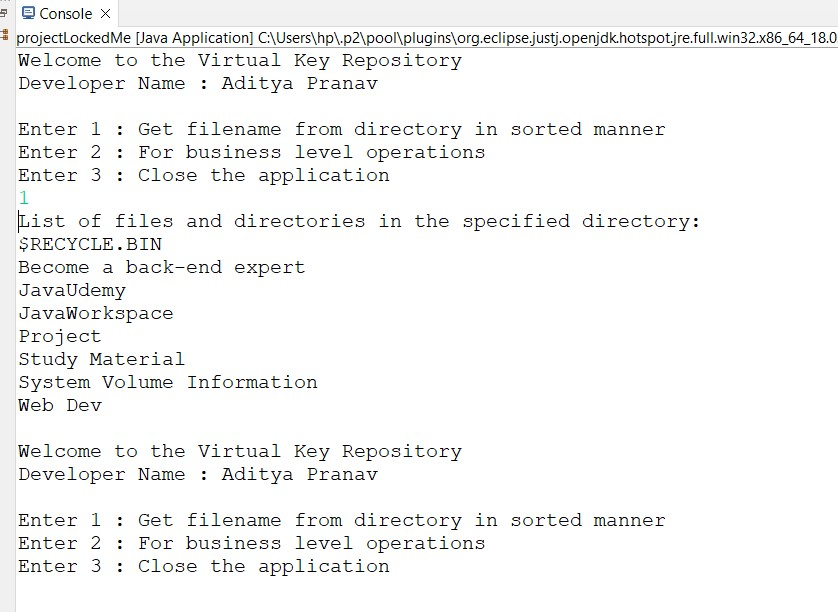 Console
projectLockedMe [Java Application] C:\Users\hp\.p2\pool\plugins\org.eclipse.justj.openjdk.hotspot.jre.full.win32.x86_64_18.0
Welcome to the Virtual Key Repository
Developer Name : Aditya Pranav
Enter 1 : Get filename from directory in sorted manner
Enter 2 : For business level operations
Enter 3 : Close the application
1
List of files and directories in the specified directory:
$RECYCLE.BIN
Become a back-end expert
JavaUdemy
JavaWorkspace
Project
Study Material
System Volume Information
Web Dev
Welcome to the Virtual Key Repository
Developer Name : Aditya Pranav
Enter 1 : Get filename from directory in sorted manner
Enter 2 : For business level operations
Enter 3 : Close the application